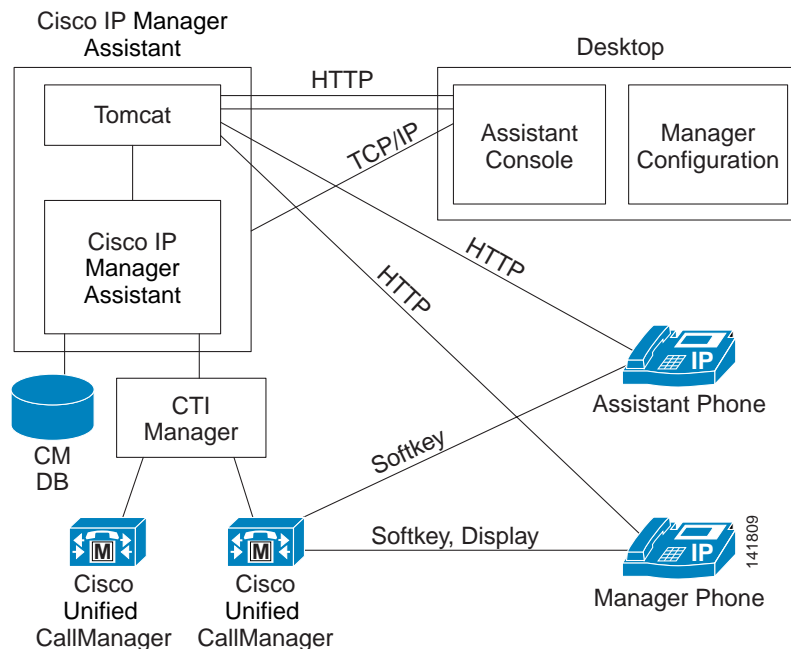 Cisco IP Manager
Assistant
Desktop
HTTP
Tomcat
Assistant
Console
Manager
Configuration
TCP/IP
Cisco IP
Manager
Assistant
HTTP
HTTP
IP
Assistant Phone
CTI
Manager
CM
DB
Softkey
M
Cisco
Unified
CallManager
M
Cisco
Unified
CallManager
Softkey, Display
IP
Manager Phone
141809